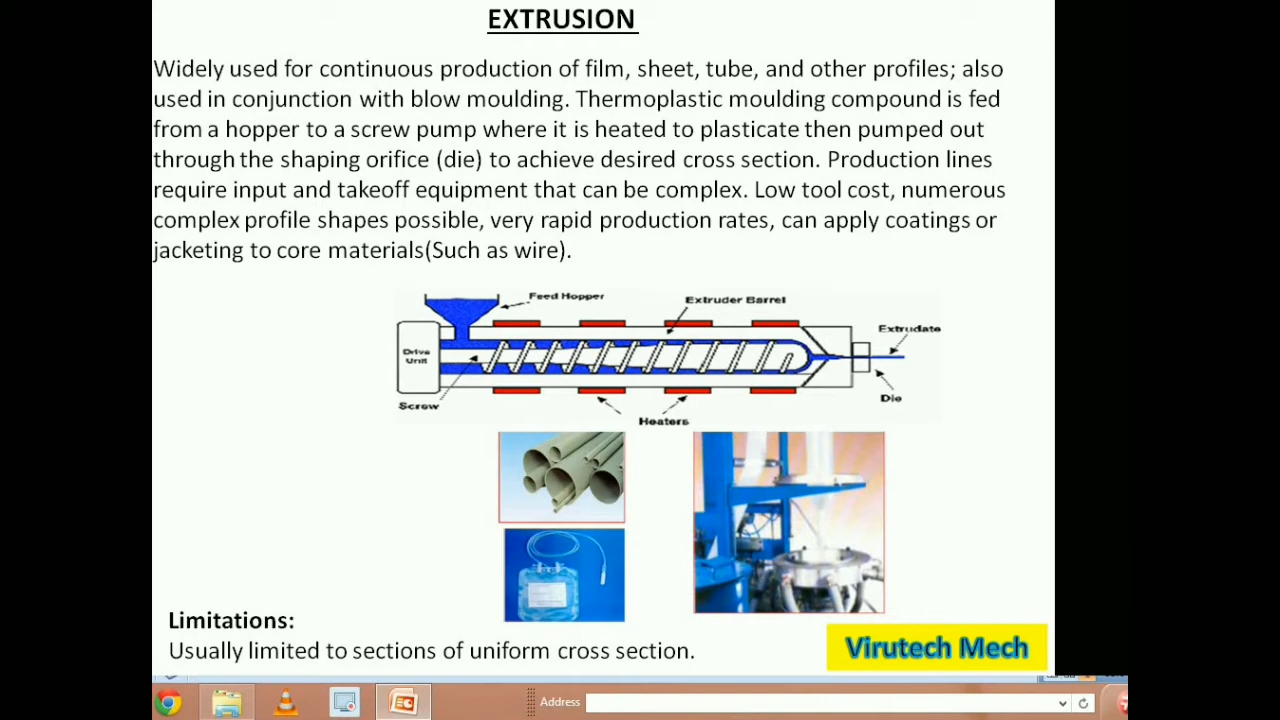 EXTRUSION
Widely used for continuous production of film, sheet, tube, and other profiles; also
used in conjunction with blow moulding. Thermoplastic moulding compound is fed
from a hopper to a screw pump where it is heated to plasticate then pumped out
through the shaping orifice (die) to achieve desired cross section. Production lines
require input and takeoff equipment that can be complex. Low tool cost, numerous
complex profile shapes possible, very rapid production rates, can apply coatings or
jacketing to core materials(Such as wire).
Feed Hopper
Extruder Barrel
Extrudate
Drive
Unit
Die
Screw
Heaters
Limitations:
Usually limited to sections of uniform cross section.
Virutech Mech
Address